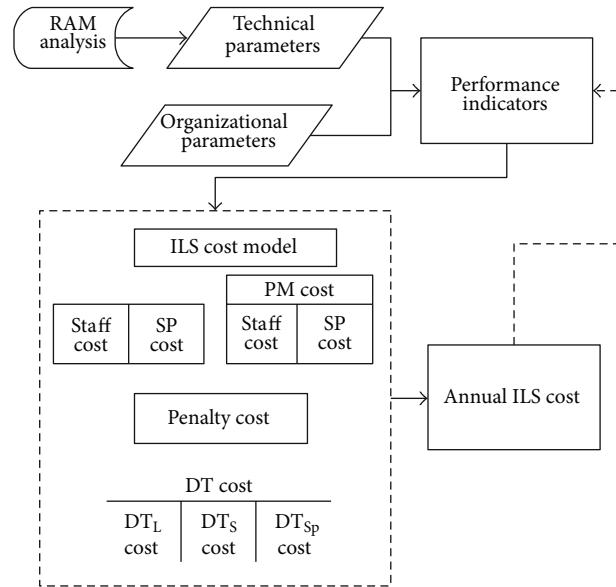 RAM
analysis
Technical
parameters
Organizational
parameters
Performance
indicators
ILS cost model
PM cost
Staff
cost
SP
cost
Staff
cost
SP
cost
Penalty cost
DT cost
DT_L
cost
DT_S
cost
DT_Sp
cost
Annual ILS cost